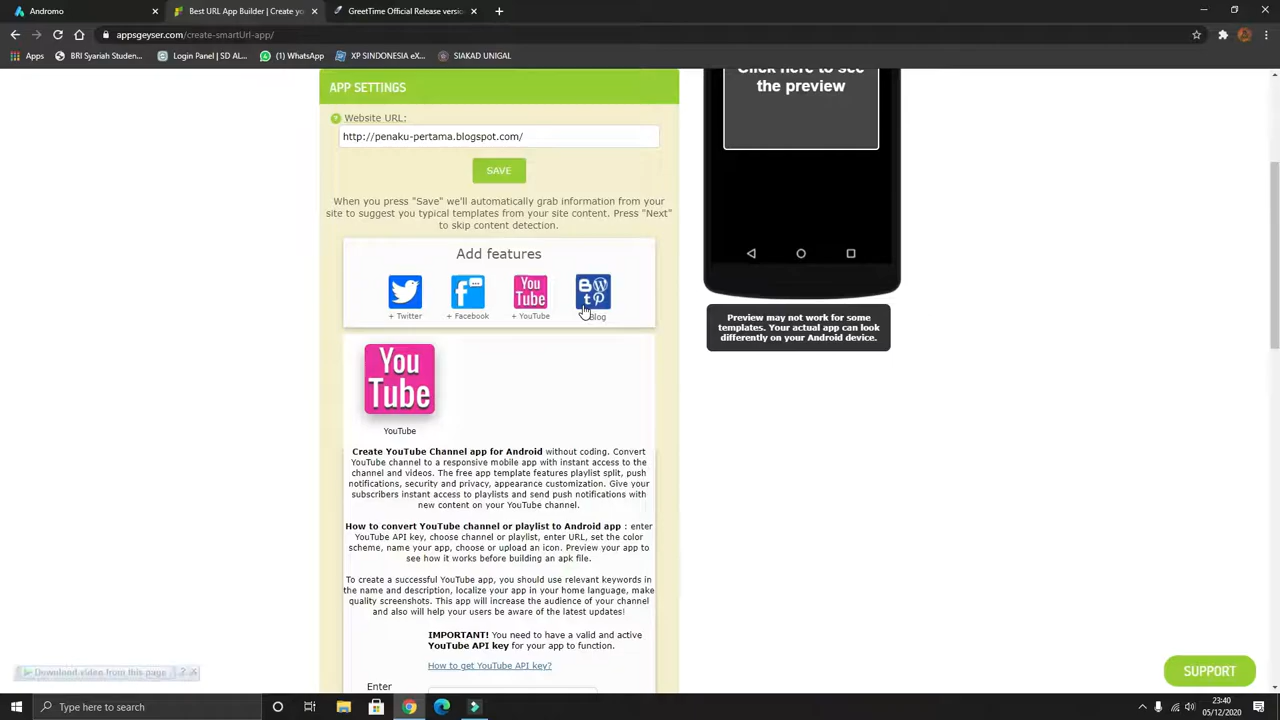 Andromo
Best URL App Builder | Create yo
GreetTime Official Release versio
appsgeyser.com/create-smartUrl-app/
Apps
BRI Syariah Studen...
Login Panel | SD AL...
(1) WhatsApp
XP SINDONESIA eX...
SIAKAD UNIGAL
Click here to see
the preview
APP SETTINGS
? Website URL:
http://penaku-pertama.blogspot.com/
SAVE
When you press "Save" we'll automatically grab information from your
site to suggest you typical templates from your site content. Press "Next"
to skip content detection.
Add features
You
Tube
+ Twitter
+ Facebook
+ YouTube
Blog
Preview may not work for some
templates. Your actual app can look
differently on your Android device.
You
Tube
YouTube
Create YouTube Channel app for Android without coding. Convert
YouTube channel to a responsive mobile app with instant access to the
channel and videos. The free app template features playlist split, push
notifications, security and privacy, appearance customization. Give your
subscribers instant access to playlists and send push notifications with
new content on your YouTube channel.
How to convert YouTube channel or playlist to Android app : enter
YouTube API key, choose channel or playlist, enter URL, set the color
scheme, name your app, choose or upload an icon. Preview your app to
see how it works before building an apk file.
To create a successful YouTube app, you should use relevant keywords in
the name and description, localize your app in your home language, make
quality screenshots. This app will increase the audience of your channel
and also will help your users be aware of the latest updates!
IMPORTANT! You need to have a valid and active
YouTube API key for your app to function.
How to get YouTube API key?
Enter
Download video from this page
?
SUPPORT
Type here to search
23:40
05/12/2020